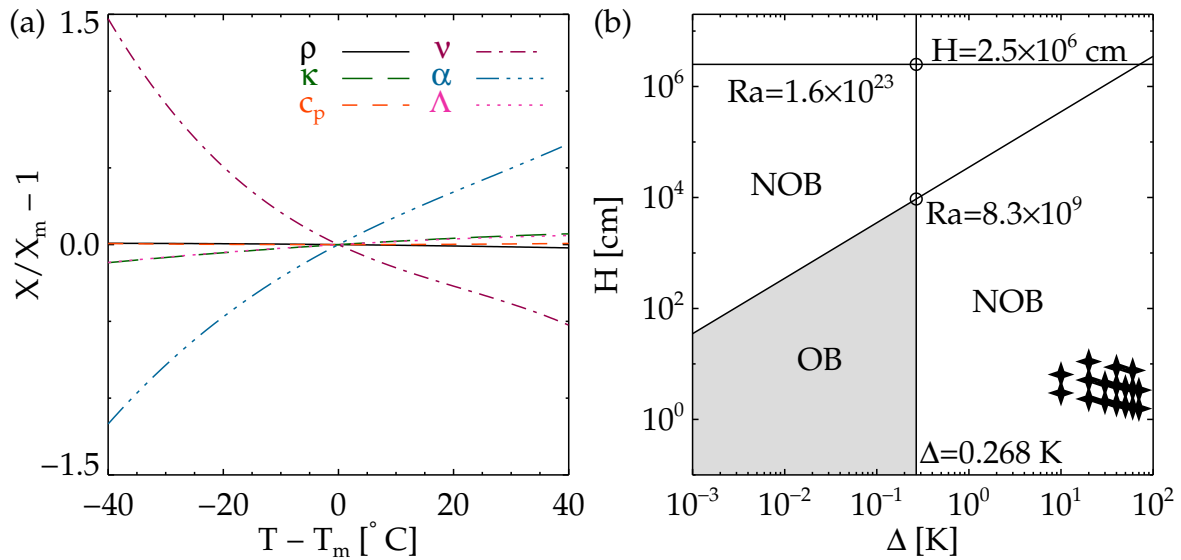 (a)
1.5
0.0
−1.5
X/X_m − 1
ρ
κ
c_p
ν
α
Λ
−40 −20 0 20 40
T − T_m [°C]
(b)
10^6
10^4
10^2
10^0
H [cm]
H=2.5×10^6 cm
Ra=1.6×10^23
NOB
Ra=8.3×10^9
NOB
OB
Δ=0.268 K
10^−3 10^−2 10^−1 10^0 10^1 10^2
Δ [K]